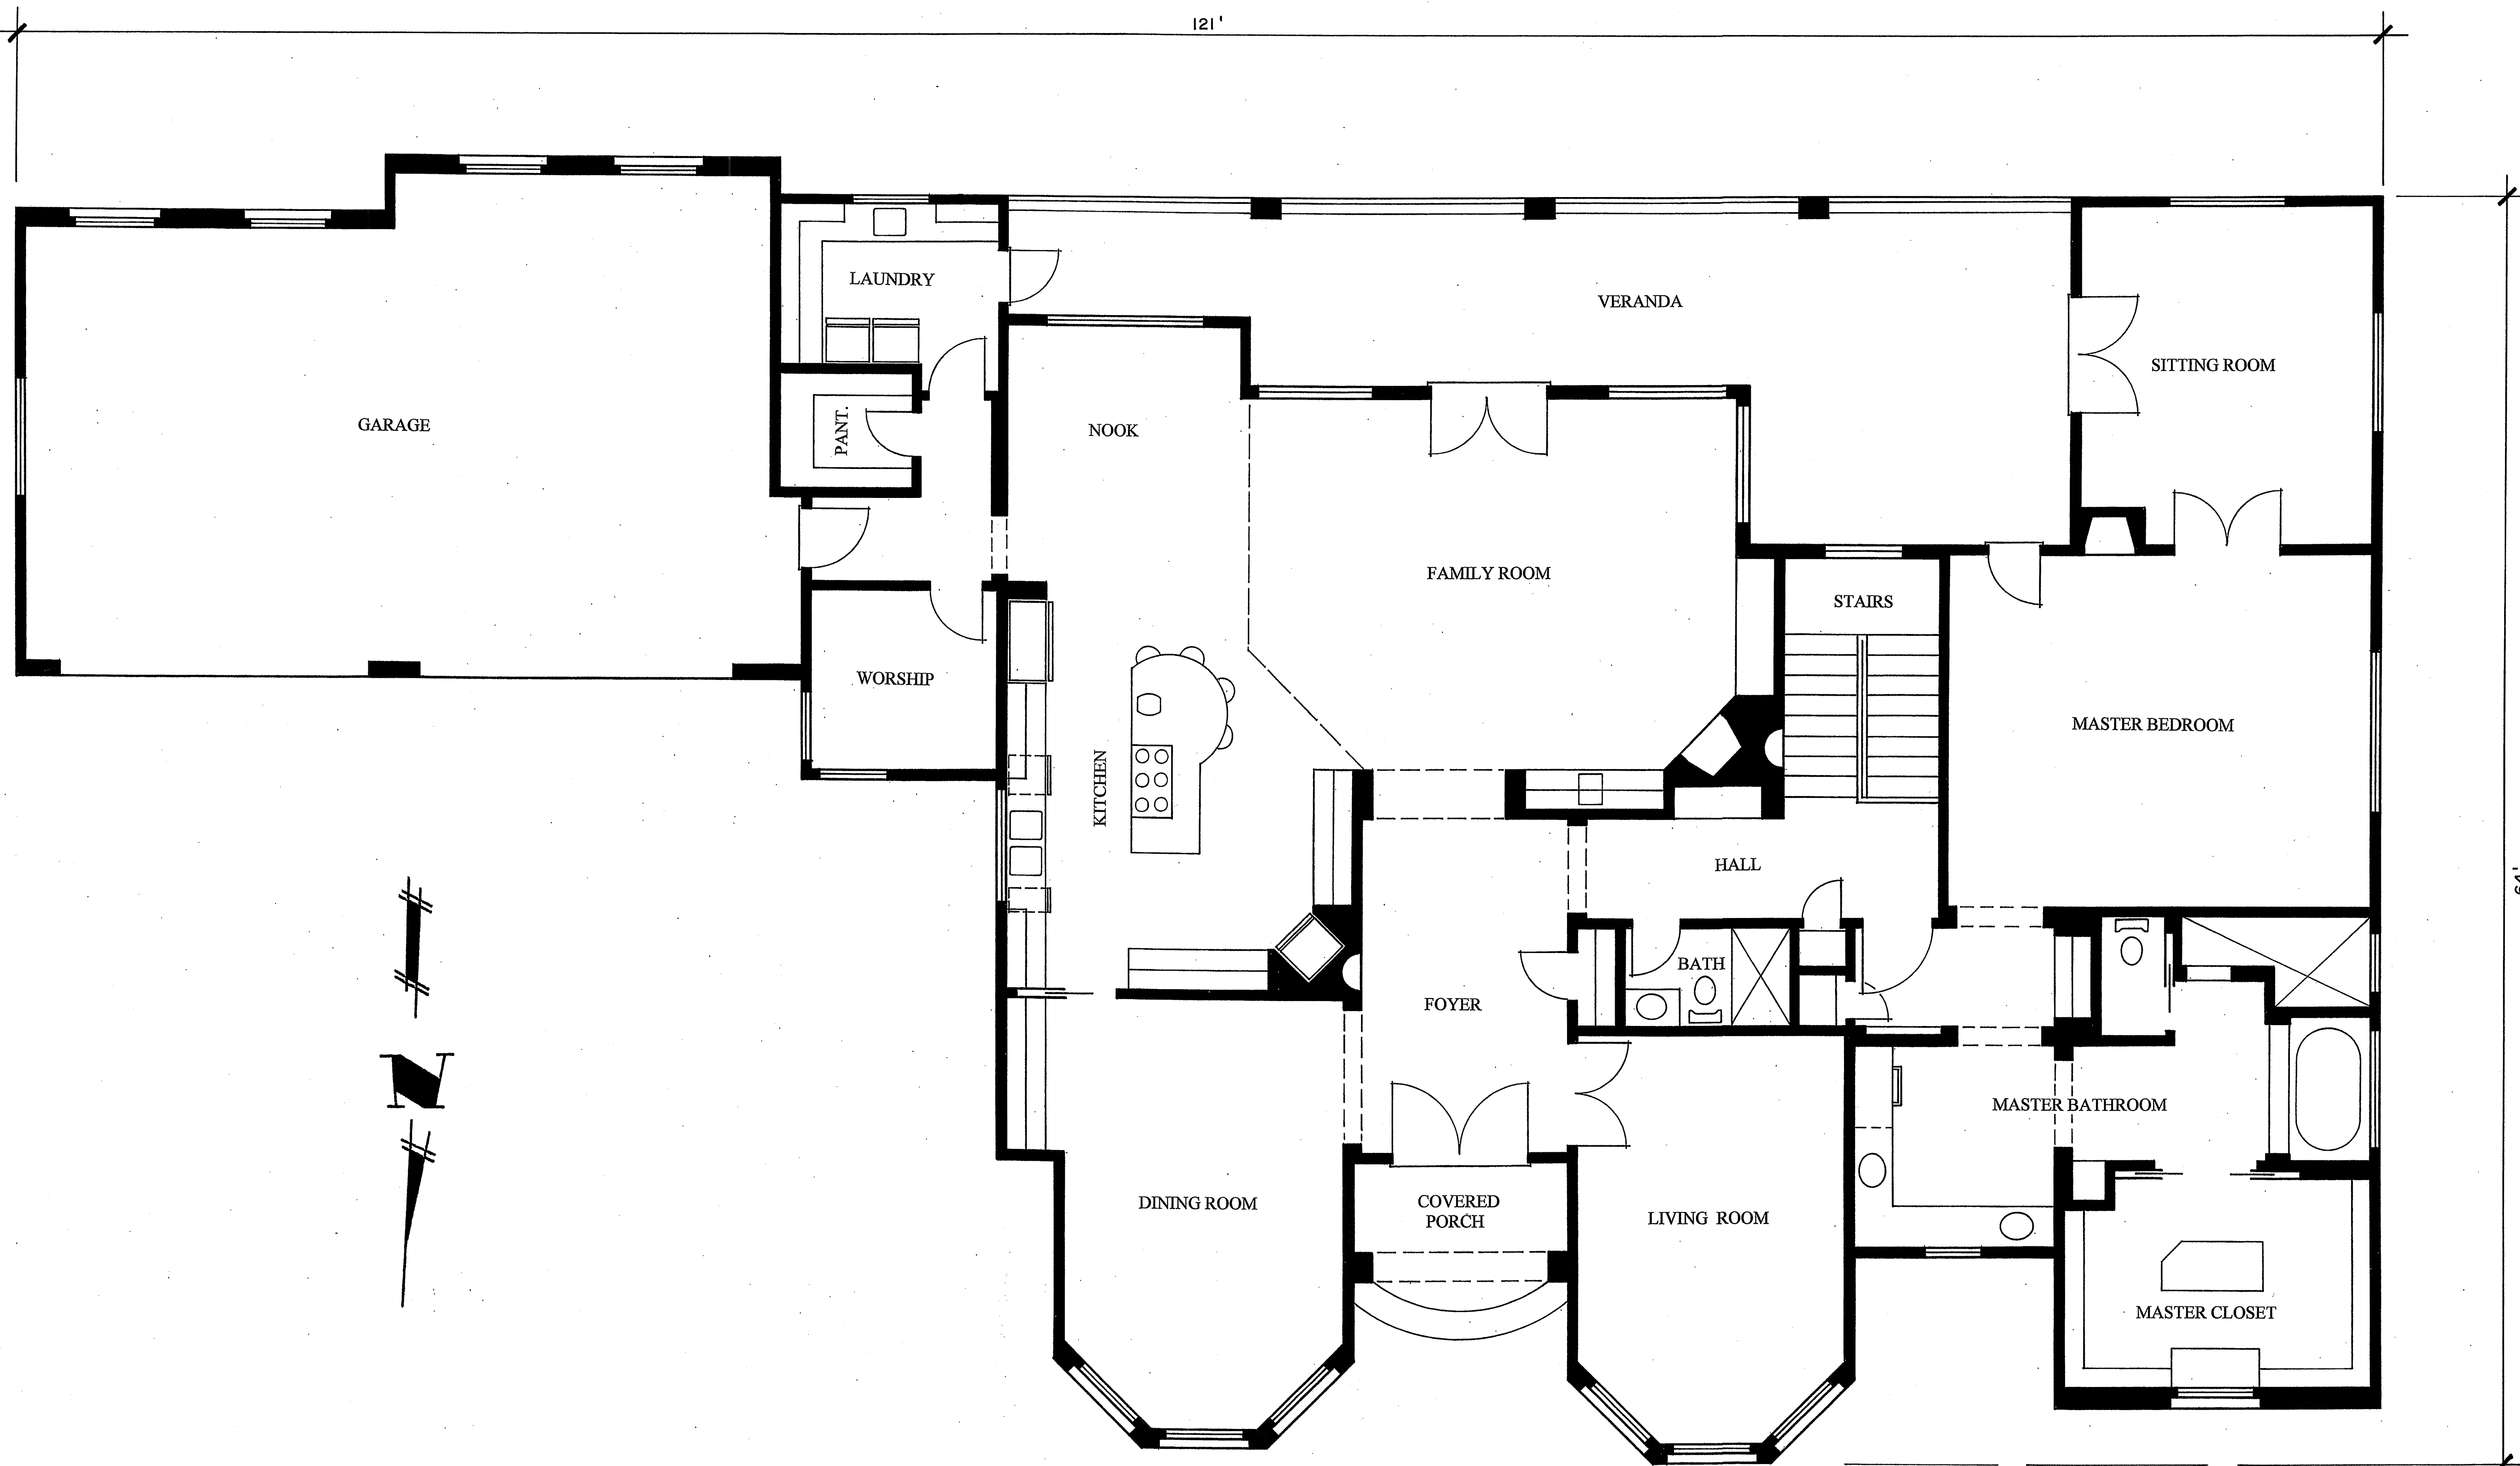 121'
LAUNDRY
VERANDA
SITTING ROOM
GARAGE
PANT.
NOOK
FAMILY ROOM
STAIRS
WORSHIP
MASTER BEDROOM
KITCHEN
HALL
64'
BATH
FOYER
N
MASTER BATHROOM
DINING ROOM
COVERED
PORCH
LIVING ROOM
MASTER CLOSET